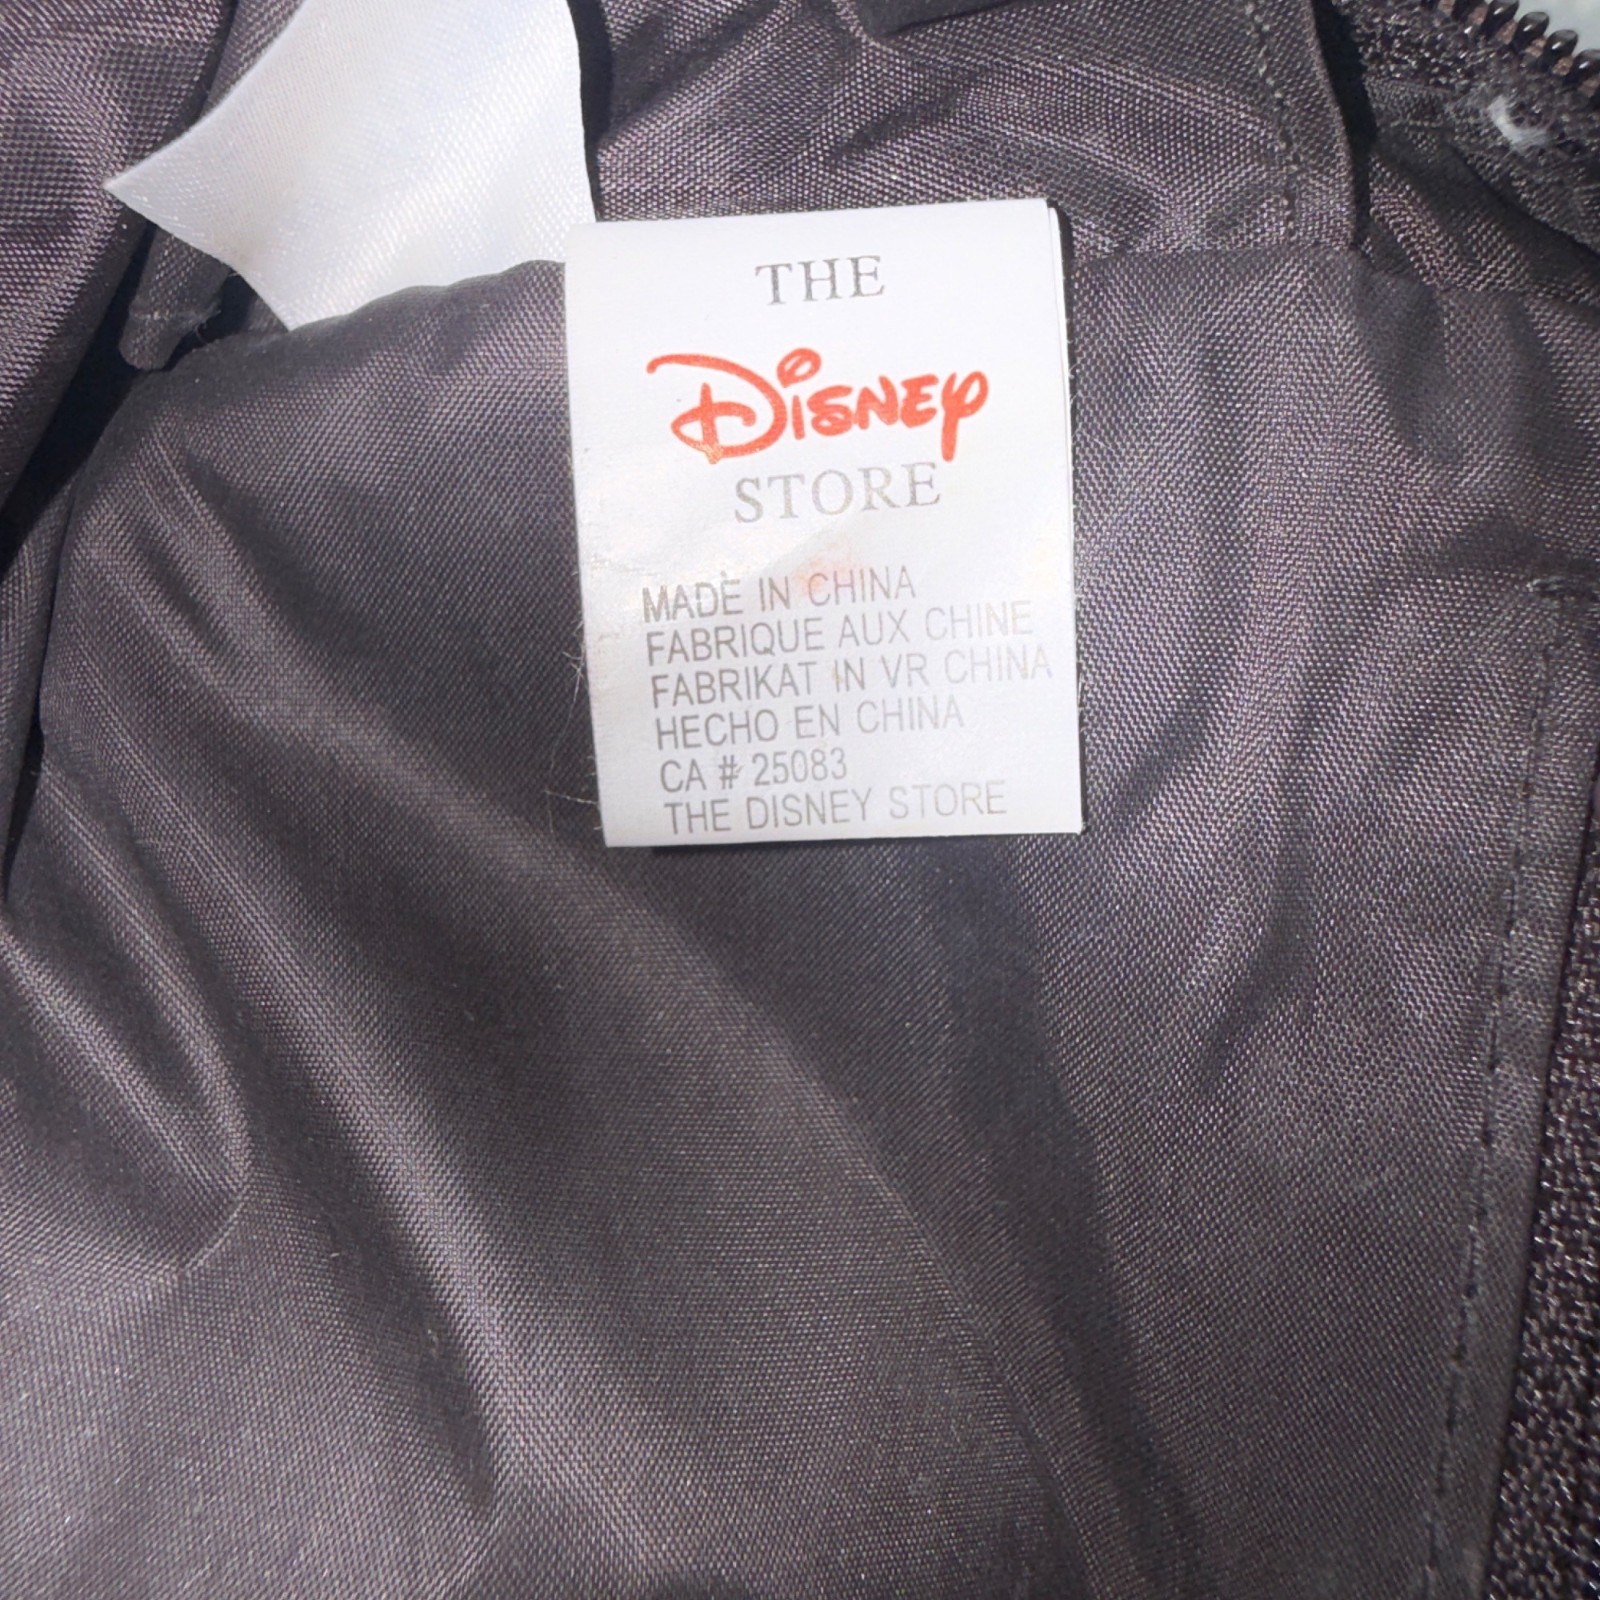 THE
Disney
STORE
MADE IN CHINA
FABRIQUE AUX CHINE
FABRIKAT IN VR CHINA
HECHO EN CHINA
CA # 25083
THE DISNEY STORE